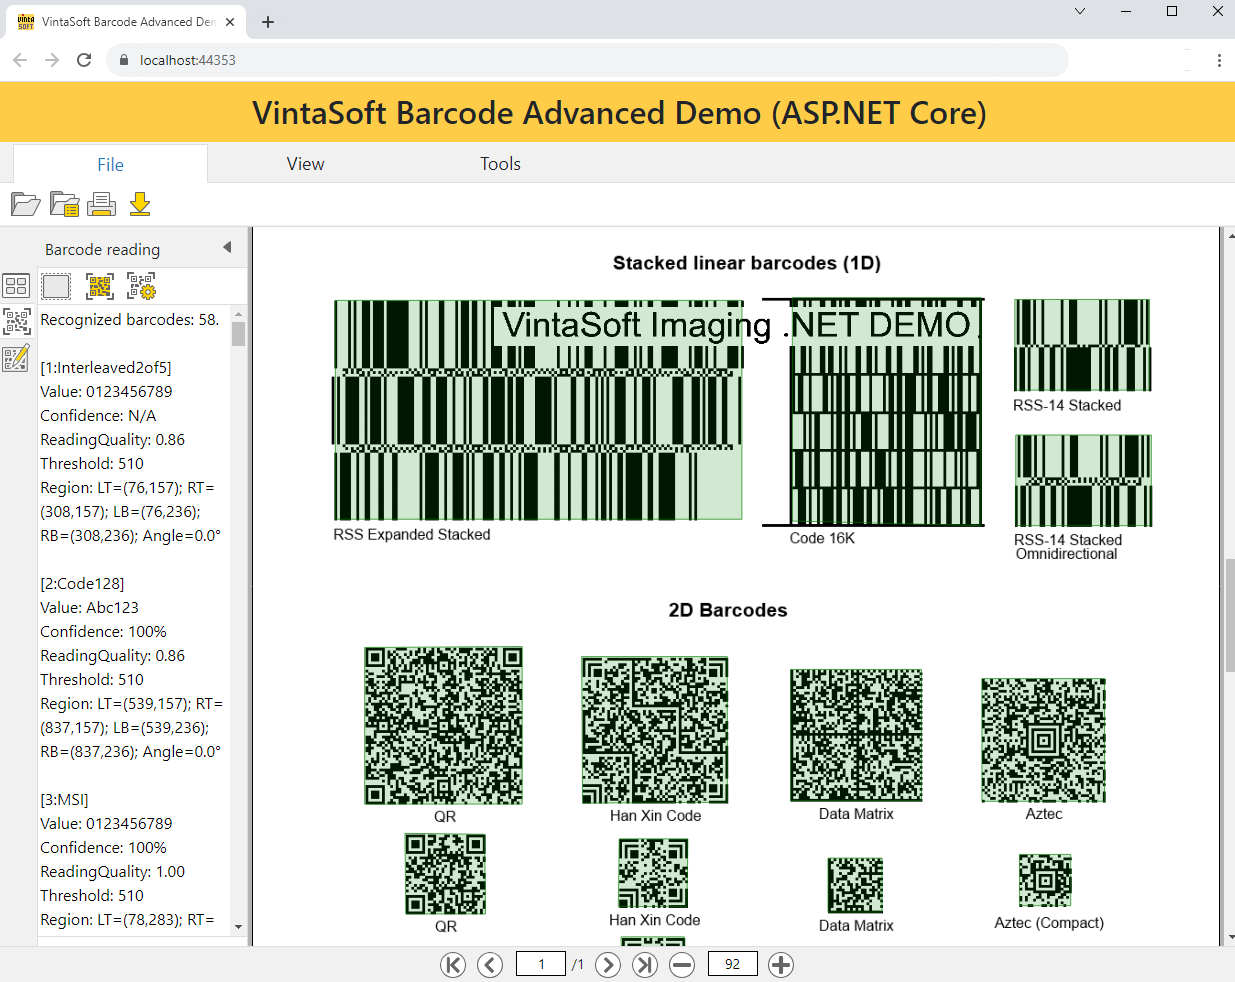 VintaSoft Barcode Advanced Den
localhost:44353
VintaSoft Barcode Advanced Demo (ASP.NET Core)
File
View
Tools
Barcode reading
Recognized barcodes: 58.
[1:Interleaved2of5]
Value: 0123456789
Confidence: N/A
ReadingQuality: 0.86
Threshold: 510
Region: LT=(76,157); RT=
(308,157); LB=(76,236);
RB=(308,236); Angle=0.0°
[2:Code128]
Value: Abc123
Confidence: 100%
ReadingQuality: 0.86
Threshold: 510
Region: LT=(539,157); RT=
(837,157); LB=(539,236);
RB=(837,236); Angle=0.0°
[3:MSI]
Value: 0123456789
Confidence: 100%
ReadingQuality: 1.00
Threshold: 510
Region: LT=(78,283); RT=
Stacked linear barcodes (1D)
VintaSoft Imaging .NET DEMO
RSS Expanded Stacked
Code 16K
RSS-14 Stacked
RSS-14 Stacked
Omnidirectional
2D Barcodes
QR
Han Xin Code
Data Matrix
Aztec
QR
Han Xin Code
Data Matrix
Aztec (Compact)
1 /1
92